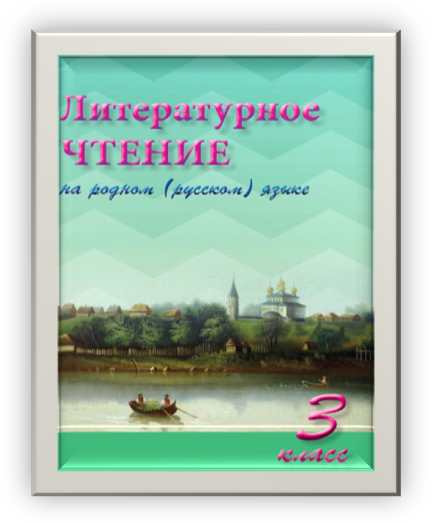 Литературное
ЧТЕНИЕ
на родном (русском) языке
3
класс